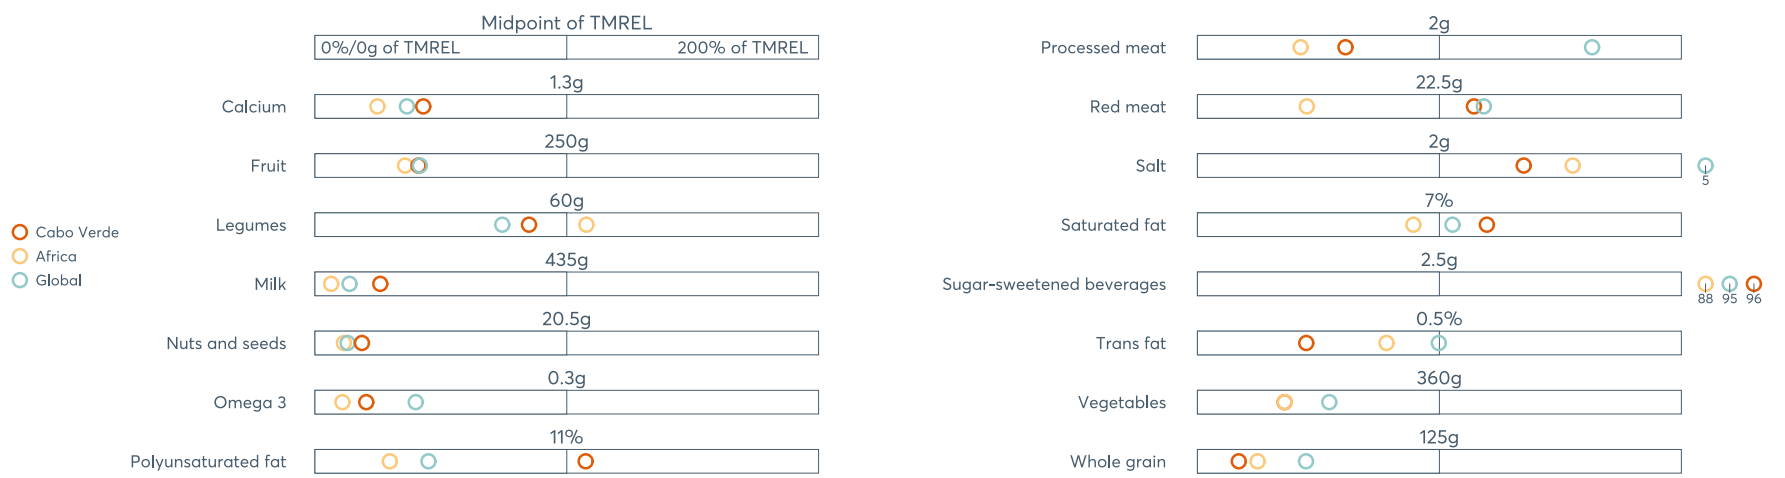 Midpoint of TMREL
0%/0g of TMREL 200% of TMREL
Calcium 1.3g
Fruit 250g
Legumes 60g
Milk 435g
Nuts and seeds 20.5g
Omega 3 0.3g
Polyunsaturated fat 11%
Cabo Verde
Africa
Global
Processed meat 2g
Red meat 22.5g
Salt 2g
5
Saturated fat 7%
Sugar-sweetened beverages 2.5g
88 95 96
Trans fat 0.5%
Vegetables 360g
Whole grain 125g